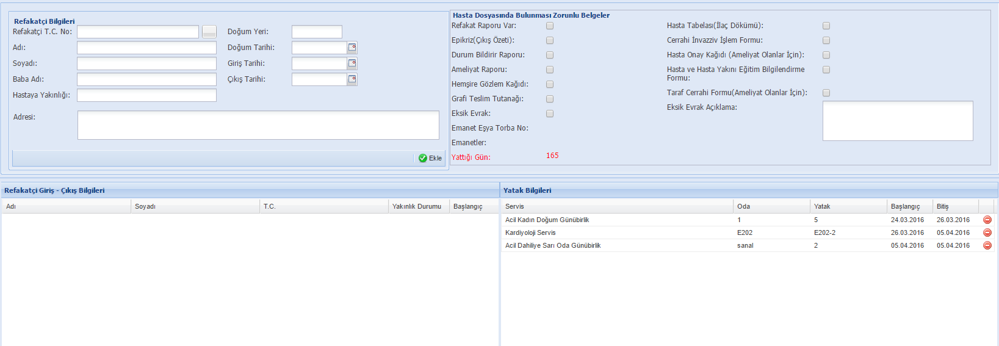 Refakatçi Bilgileri
Refakatçi T.C. No:
Doğum Yeri:
Adı:
Doğum Tarihi:
Soyadı:
Giriş Tarihi:
Baba Adı:
Çıkış Tarihi:
Hastaya Yakınlığı:
Adresi:
Ekle
Hasta Dosyasında Bulunması Zorunlu Belgeler
Refakat Raporu Var:
Epikriz(Çıkış Özeti):
Durum Bildirir Raporu:
Ameliyat Raporu:
Hemşire Gözlem Kağıdı:
Grafi Teslim Tutanağı:
Eksik Evrak:
Emanet Eşya Torba No:
Emanetler:
Yattığı Gün: 165
Hasta Tabelası(İlaç Dökümü):
Cerrahi İnvazziv İşlem Formu:
Hasta Onay Kağıdı (Ameliyat Olanlar İçin):
Hasta ve Hasta Yakını Eğitim Bilgilendirme
Formu:
Taraf Cerrahi Formu(Ameliyat Olanlar İçin):
Eksik Evrak Açıklama:
Refakatçi Giriş - Çıkış Bilgileri
Adı Soyadı T.C. Yakınlık Durumu Başlangıç
Yatak Bilgileri
Servis Oda Yatak Başlangıç Bitiş
Acil Kadın Doğum Günübirlik 1 5 24.03.2016 26.03.2016
Kardiyoloji Servis E202 E202-2 26.03.2016 05.04.2016
Acil Dahiliye Sarı Oda Günübirlik sanal 2 05.04.2016 05.04.2016